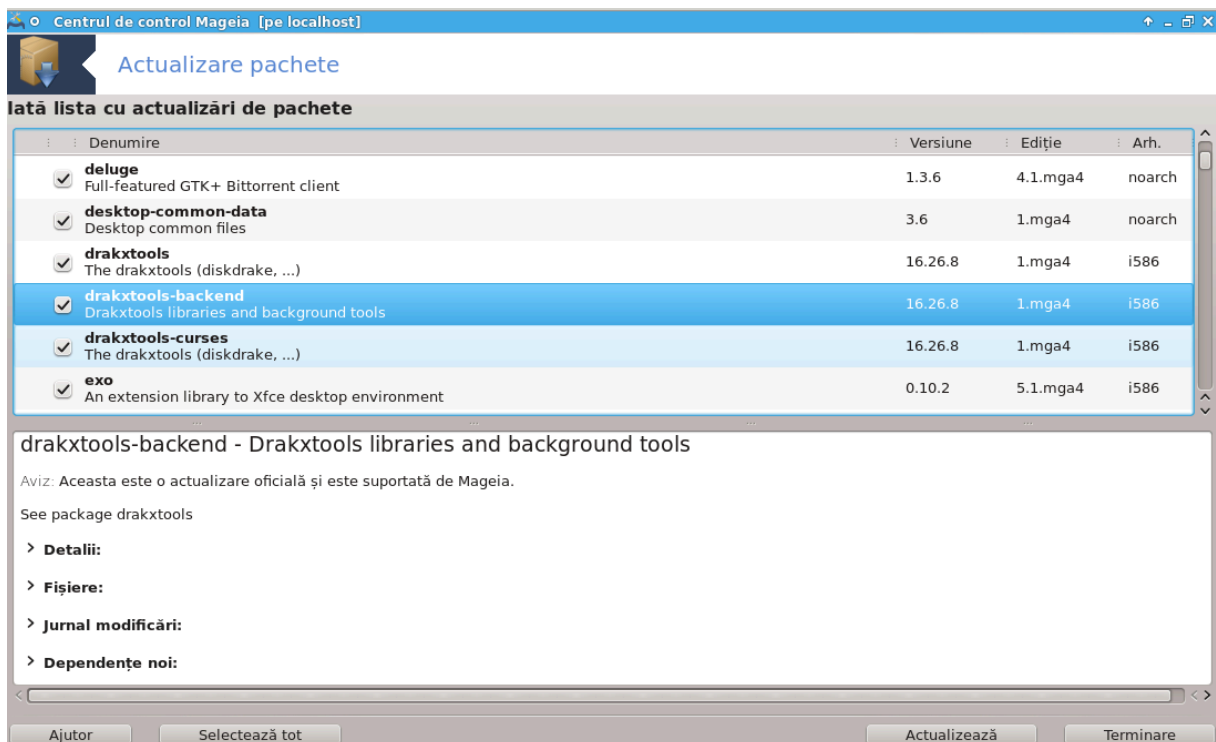 Centrul de control Mageia [pe localhost]
Actualizare pachete
Iată lista cu actualizări de pachete
Denumire Versiune Ediție Arh.
deluge
Full-featured GTK+ Bittorrent client 1.3.6 4.1.mga4 noarch
desktop-common-data
Desktop common files 3.6 1.mga4 noarch
drakxtools
The drakxtools (diskdrake, ...) 16.26.8 1.mga4 i586
drakxtools-backend
Drakxtools libraries and background tools 16.26.8 1.mga4 i586
drakxtools-curses
The drakxtools (diskdrake, ...) 16.26.8 1.mga4 i586
exo
An extension library to Xfce desktop environment 0.10.2 5.1.mga4 i586
drakxtools-backend - Drakxtools libraries and background tools
Aviz: Aceasta este o actualizare oficială și este suportată de Mageia.
See package drakxtools
Detalii:
Fișiere:
Jurnal modificări:
Dependențe noi:
Ajutor Selectează tot Actualizează Terminare